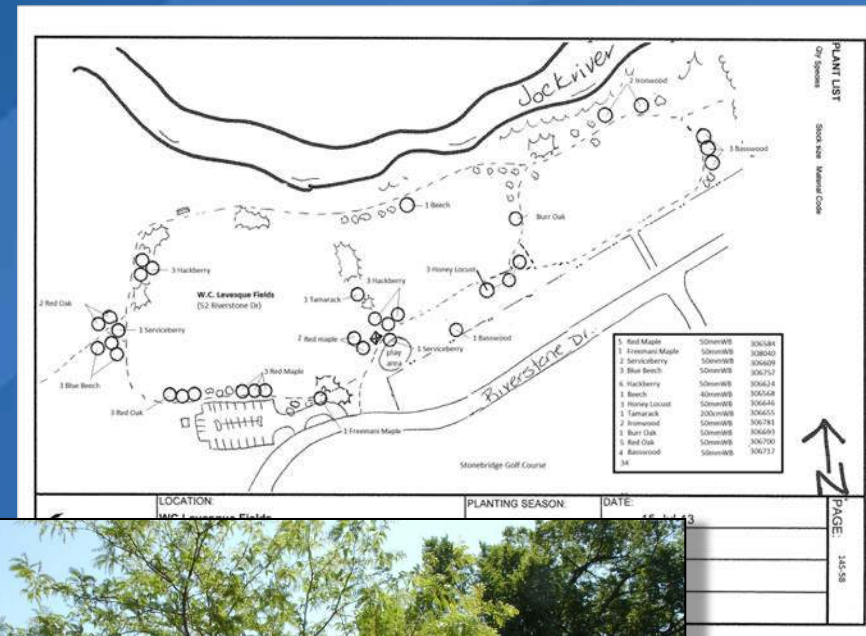 PLANT LIST
Qty Species Stock size Material Code
Jockriver
2 Ironwood
3 Basswood
1 Beech
Burr Oak
3 Hackberry
3 Honey Locust
3 Hackberry
W.C. Levesque Fields
(52 Riverstone Dr)
1 Tamarack
2 Red Oak
1 Serviceberry
2 Red maple
1 Serviceberry
1 Basswood
play
area
3 Blue Beech
3 Red Maple
3 Red Oak
1 Freemani Maple
Riverstone Dr.
5 Red Maple 50mmWB 306584
1 Freemani Maple 50mmWB 308040
2 Serviceberry 50mmWB 306609
3 Blue Beech 50mmWB 306757
6 Hackberry 50mmWB 306624
1 Beech 40mmWB 306568
3 Honey Locust 50mmWB 306646
1 Tamarack 200cmWB 306655
2 Ironwood 50mmWB 306781
1 Burr Oak 50mmWB 306693
5 Red Oak 50mmWB 306700
4 Basswood 50mmWB 306737
34
Stonebridge Golf Course
N
LOCATION:
PLANTING SEASON:
DATE:
WC Levesque Fields
PAGE: 145-58